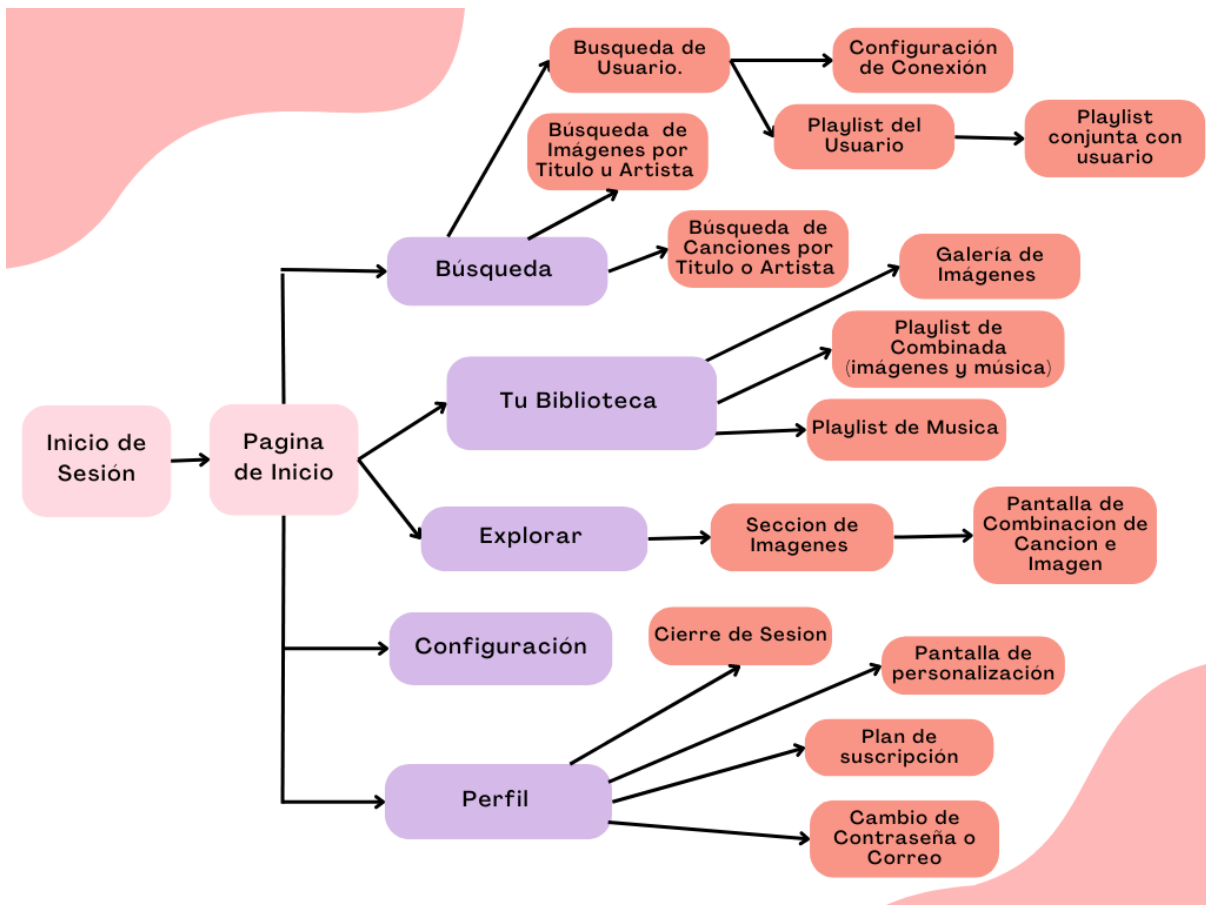 Busqueda de
Usuario.
Configuración
de Conexión
Playlist del
Usuario
Playlist
conjunta con
usuario
Búsqueda de
Imágenes por
Titulo u Artista
Búsqueda
Búsqueda de
Canciones por
Titulo o Artista
Galería de
Imágenes
Playlist de
Combinada
(imágenes y música)
Tu Biblioteca
Playlist de Musica
Inicio de
Sesión
Pagina
de Inicio
Explorar
Seccion de
Imagenes
Pantalla de
Combinacion de
Cancion e
Imagen
Configuración
Cierre de Sesion
Pantalla de
personalización
Plan de
suscripción
Perfil
Cambio de
Contraseña o
Correo